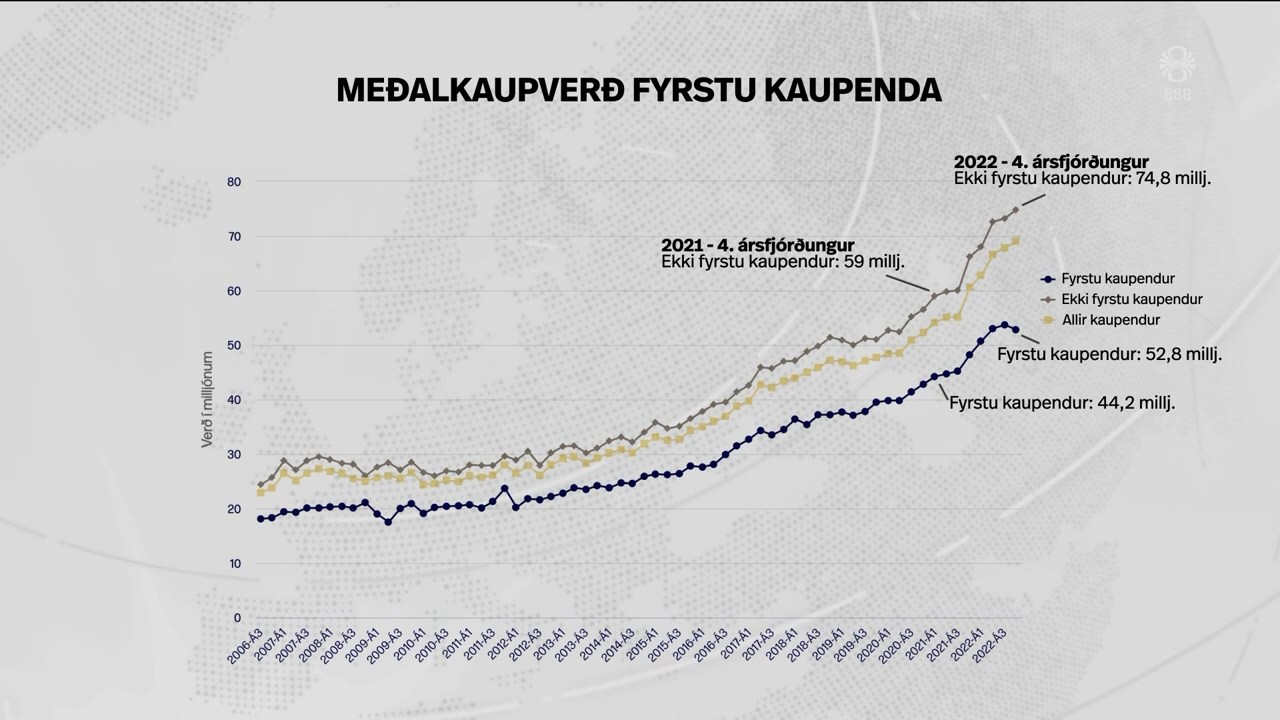 MEÐALKAUPVERÐ FYRSTU KAUPENDA
888
2022 - 4. ársfjórðungur
Ekki fyrstu kaupendur: 74,8 millj.
2021 - 4. ársfjórðungur
Ekki fyrstu kaupendur: 59 millj.
Fyrstu kaupendur
Ekki fyrstu kaupendur
Allir kaupendur
Fyrstu kaupendur: 52,8 millj.
Fyrstu kaupendur: 44,2 millj.
Verð í milljónum
80
70
60
50
40
30
20
10
0
2006-Á3
2007-Á1
2007-Á3
2008-Á1
2008-Á3
2009-Á1
2009-Á3
2010-Á1
2010-Á3
2011-Á1
2011-Á3
2012-Á1
2012-Á3
2013-Á1
2013-Á3
2014-Á1
2014-Á3
2015-Á1
2015-Á3
2016-Á1
2016-Á3
2017-Á1
2017-Á3
2018-Á1
2018-Á3
2019-Á1
2019-Á3
2020-Á1
2020-Á3
2021-Á1
2021-Á3
2022-Á1
2022-Á3